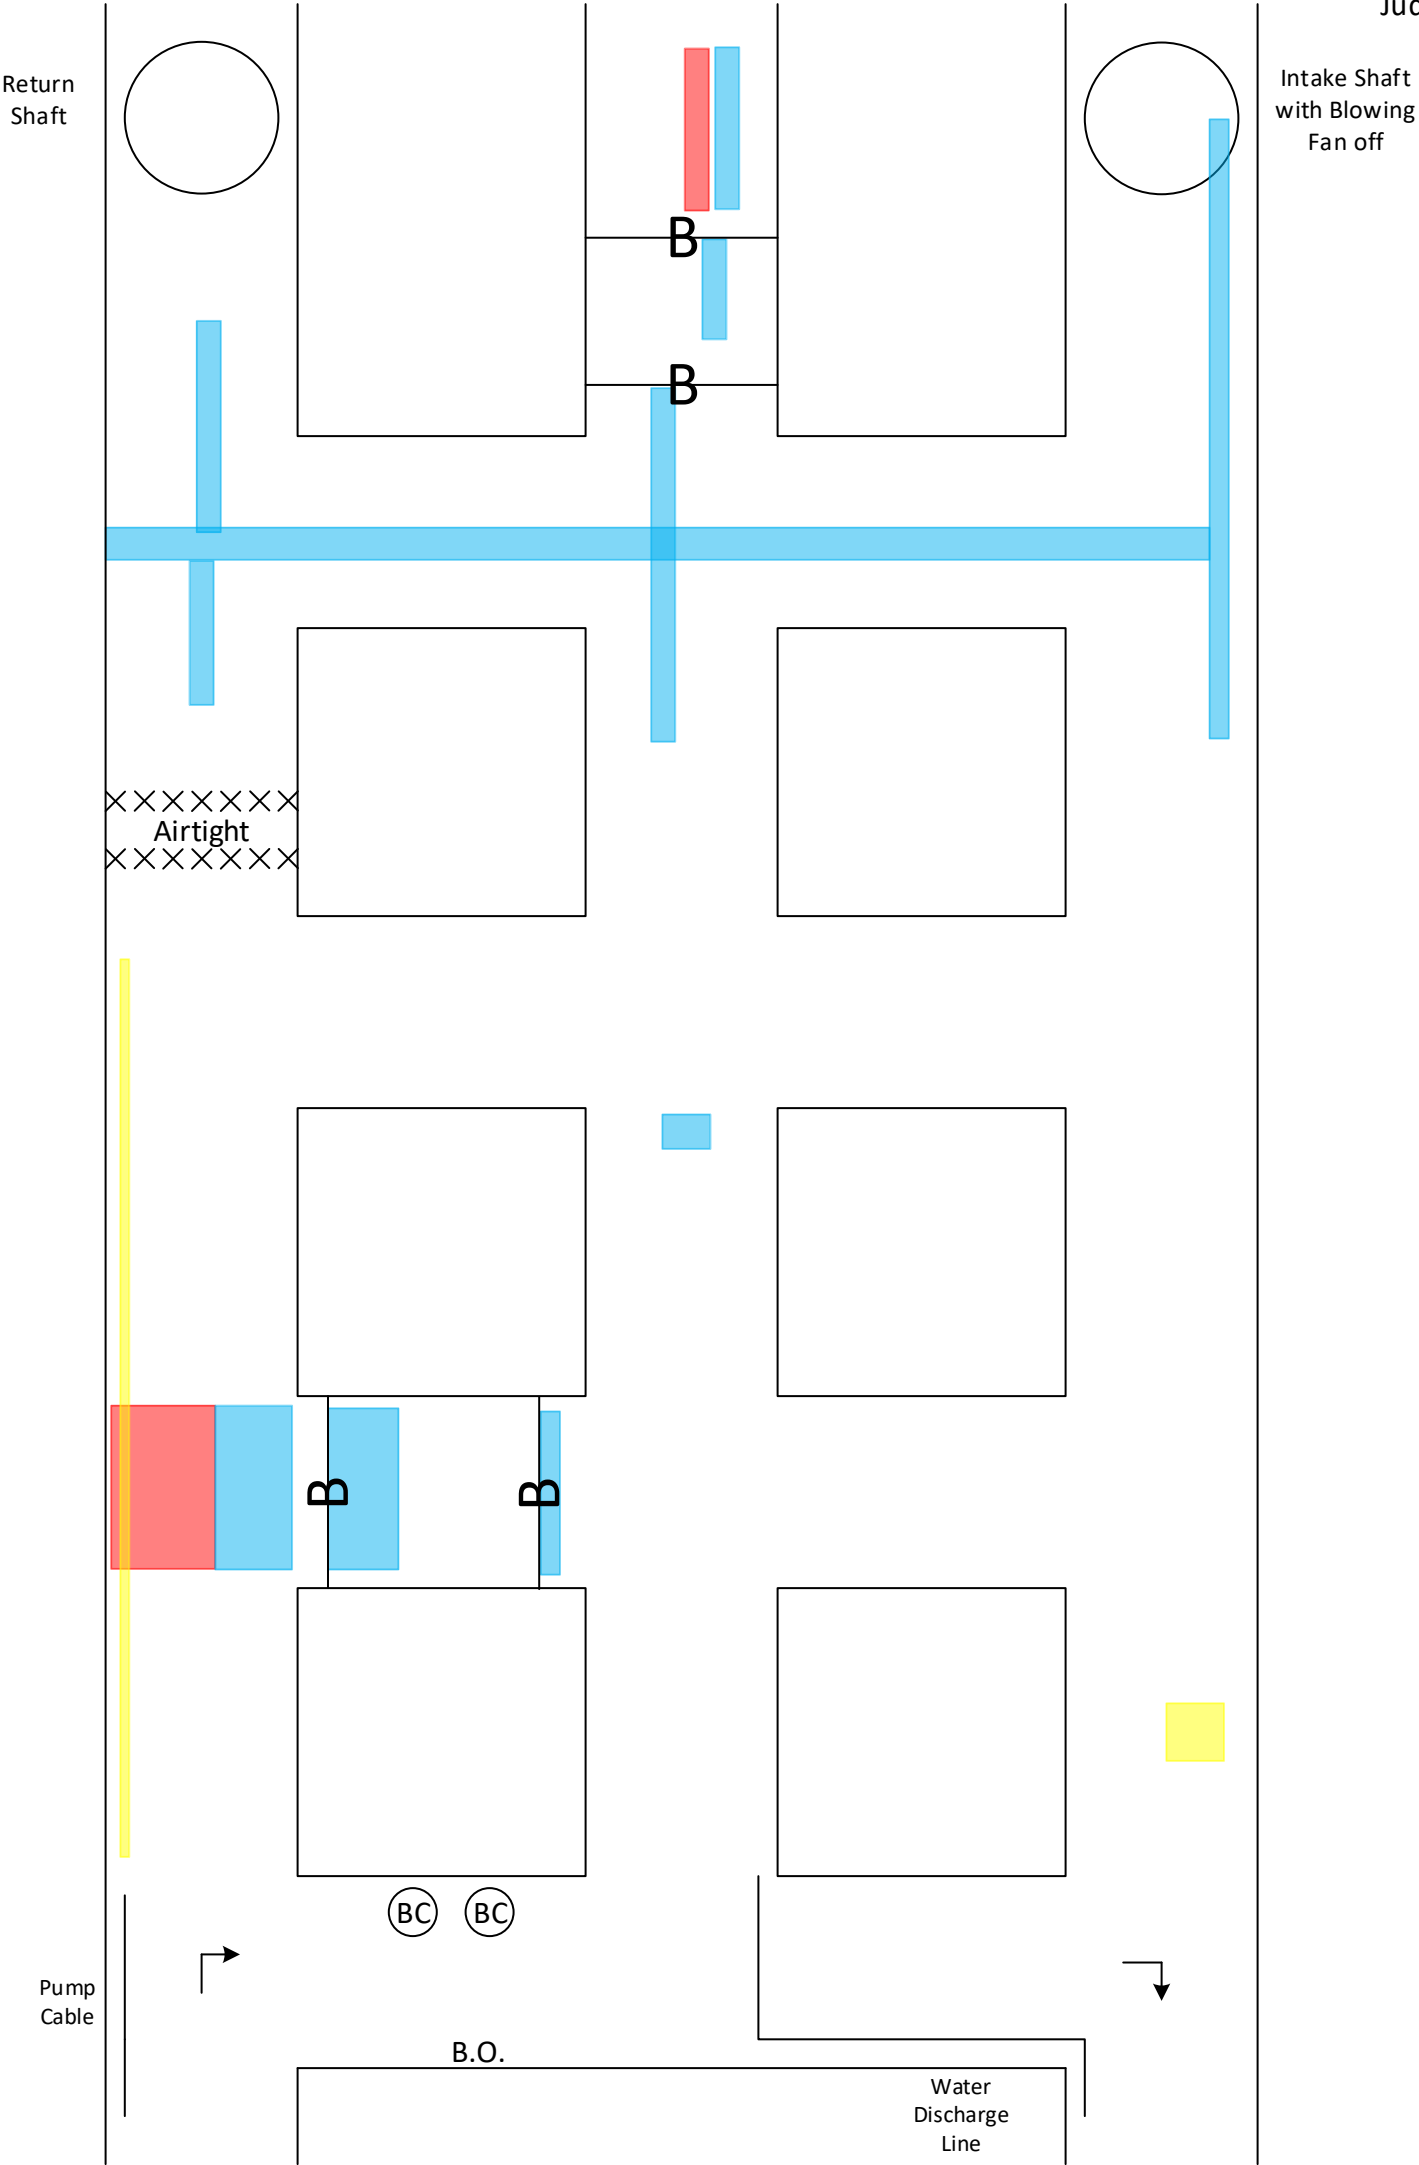 Return
Shaft
Intake Shaft
with Blowing
Fan off
B
B
Airtight
B
B
BC
BC
Pump
Cable
B.O.
Water
Discharge
Line